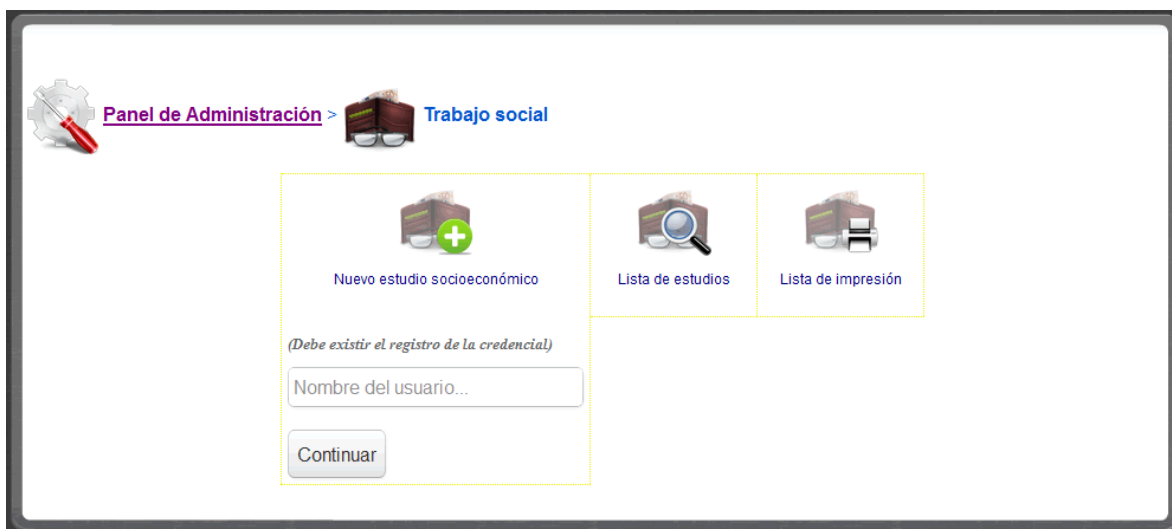 Panel de Administración > Trabajo social
Nuevo estudio socioeconómico
Lista de estudios
Lista de impresión
(Debe existir el registro de la credencial)
Nombre del usuario...
Continuar